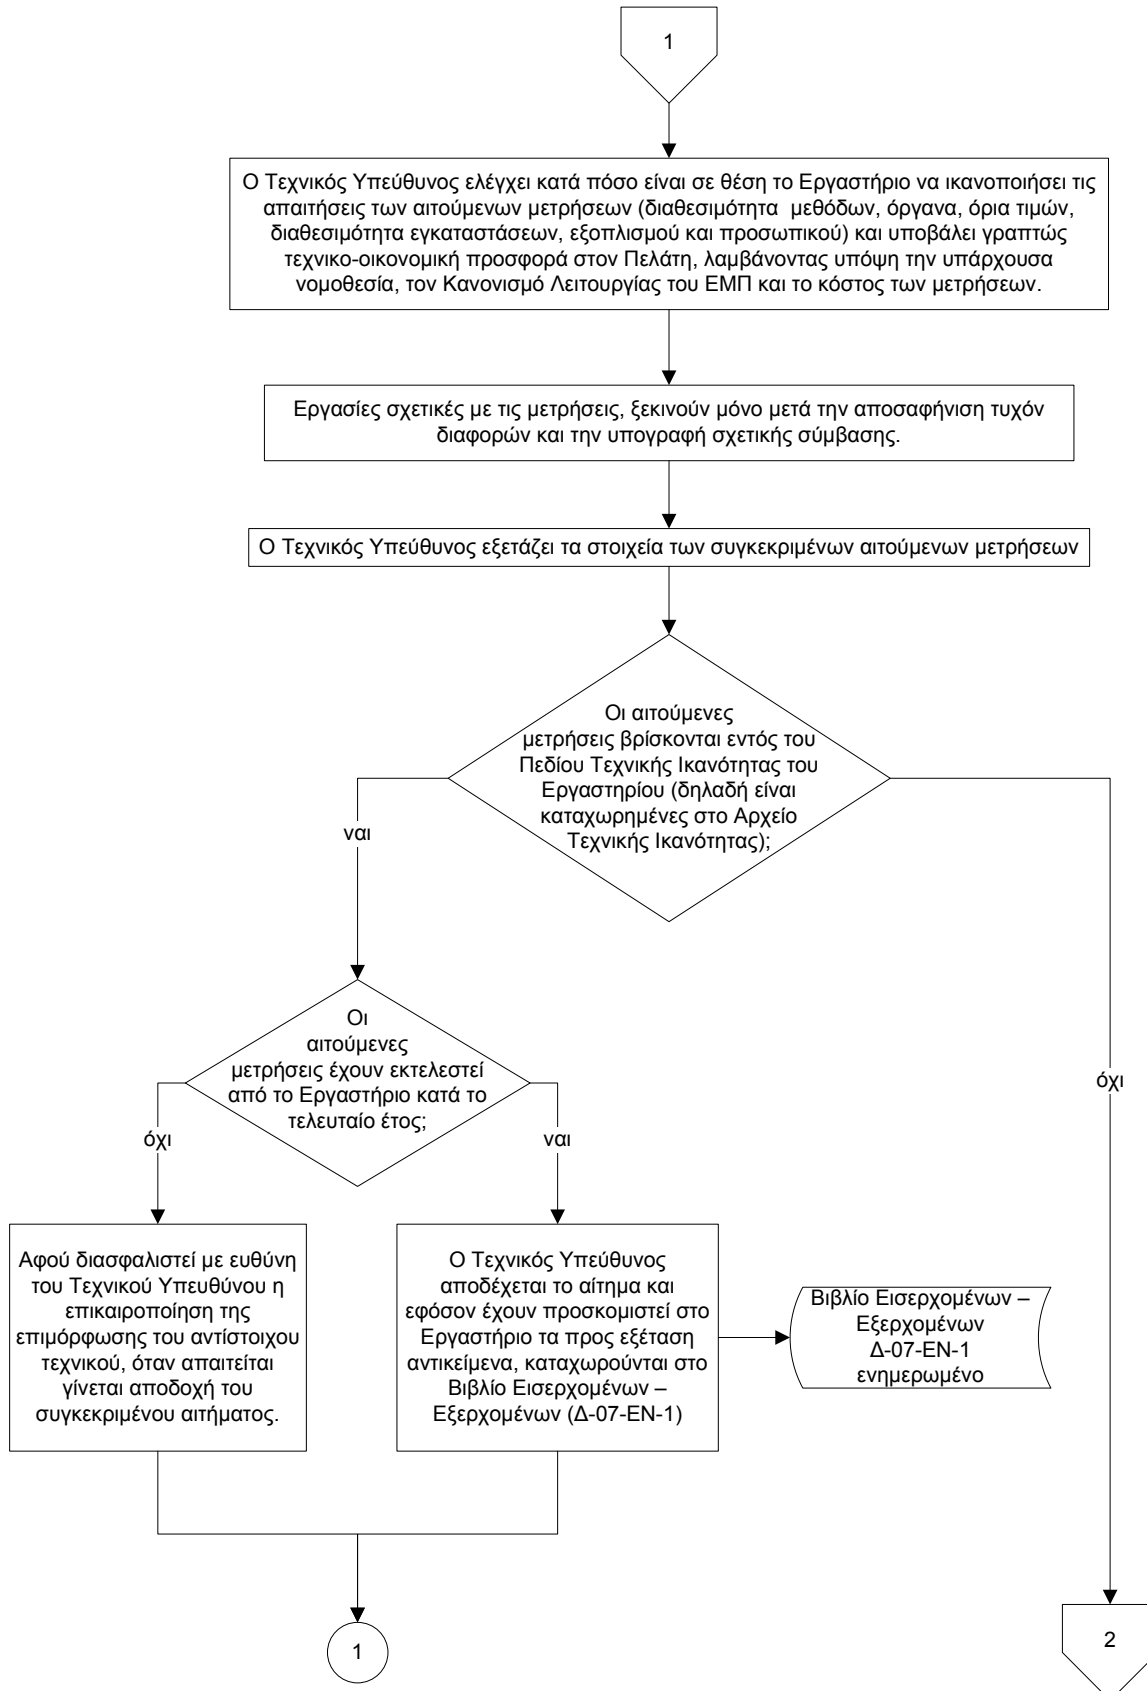 1
Ο Τεχνικός Υπεύθυνος ελέγχει κατά πόσο είναι σε θέση το Εργαστήριο να ικανοποιήσει τις
απαιτήσεις των αιτούμενων μετρήσεων (διαθεσιμότητα μεθόδων, όργανα, όρια τιμών,
διαθεσιμότητα εγκαταστάσεων, εξοπλισμού και προσωπικού) και υποβάλει γραπτώς
τεχνικο-οικονομική προσφορά στον Πελάτη, λαμβάνοντας υπόψη την υπάρχουσα
νομοθεσία, τον Κανονισμό Λειτουργίας του ΕΜΠ και το κόστος των μετρήσεων.
Εργασίες σχετικές με τις μετρήσεις, ξεκινούν μόνο μετά την αποσαφήνιση τυχόν
διαφορών και την υπογραφή σχετικής σύμβασης.
Ο Τεχνικός Υπεύθυνος εξετάζει τα στοιχεία των συγκεκριμένων αιτούμενων μετρήσεων
Οι αιτούμενες
μετρήσεις βρίσκονται εντός του
Πεδίου Τεχνικής Ικανότητας του
Εργαστηρίου (δηλαδή είναι
καταχωρημένες στο Αρχείο
Τεχνικής Ικανότητας);
ναι
όχι
Οι
αιτούμενες
μετρήσεις έχουν εκτελεστεί
από το Εργαστήριο κατά το
τελευταίο έτος;
όχι
ναι
Αφού διασφαλιστεί με ευθύνη
του Τεχνικού Υπευθύνου η
επικαιροποίηση της
επιμόρφωσης του αντίστοιχου
τεχνικού, όταν απαιτείται
γίνεται αποδοχή του
συγκεκριμένου αιτήματος.
Ο Τεχνικός Υπεύθυνος
αποδέχεται το αίτημα και
εφόσον έχουν προσκομιστεί στο
Εργαστήριο τα προς εξέταση
αντικείμενα, καταχωρούνται στο
Βιβλίο Εισερχομένων –
Εξερχομένων (Δ-07-ΕΝ-1)
Βιβλίο Εισερχομένων –
Εξερχομένων
Δ-07-ΕΝ-1
ενημερωμένο
1
2